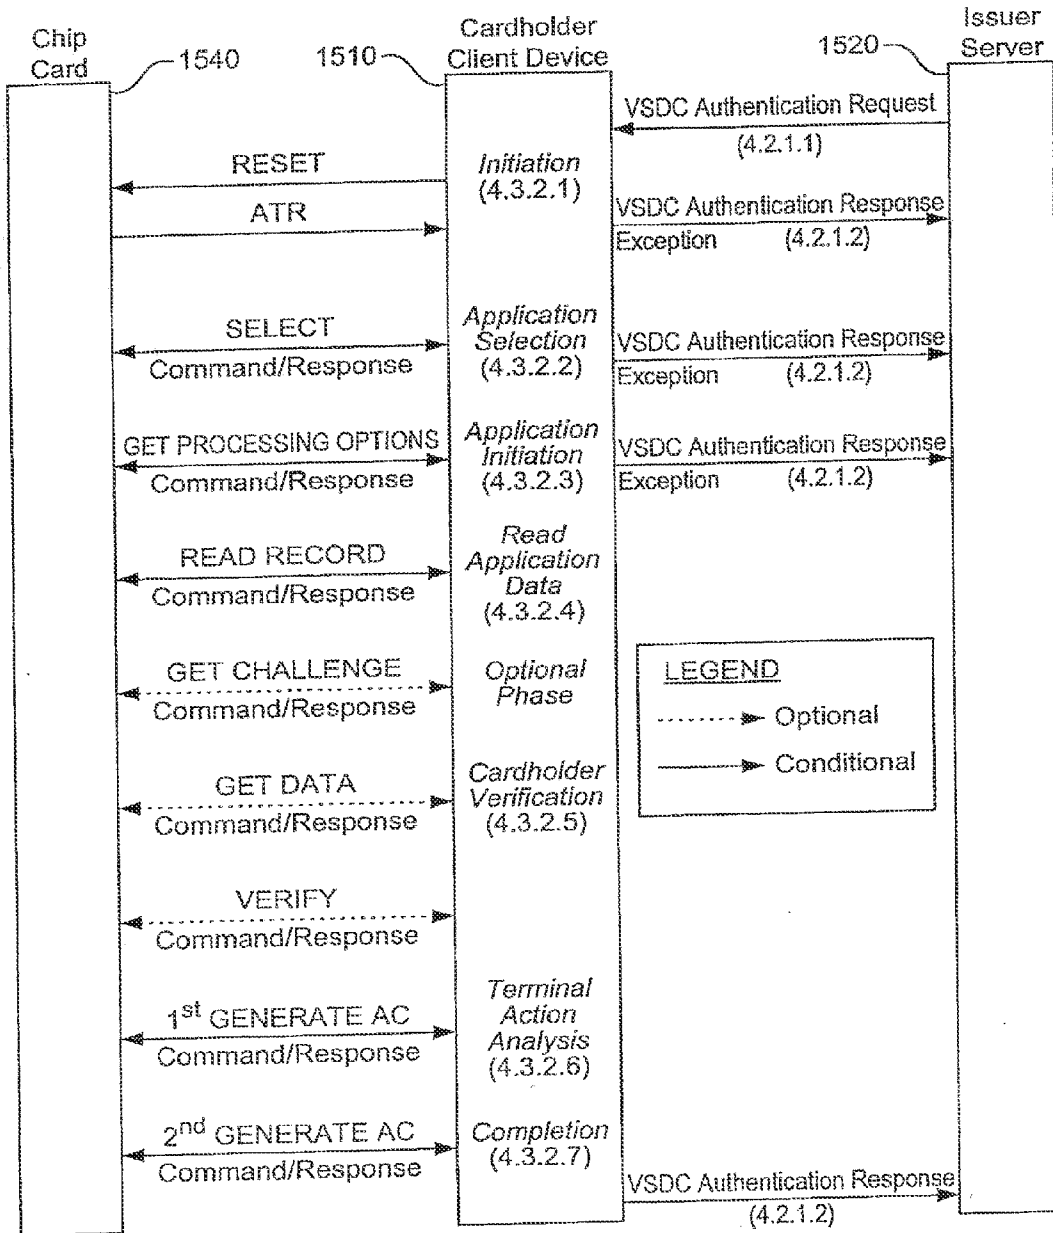 Chip
Card
1540
1510
Cardholder
Client Device
1520
Issuer
Server
VSDC Authentication Request
(4.2.1.1)
RESET
Initiation
(4.3.2.1)
ATR
VSDC Authentication Response
Exception (4.2.1.2)
SELECT
Command/Response
Application
Selection
(4.3.2.2)
VSDC Authentication Response
Exception (4.2.1.2)
GET PROCESSING OPTIONS
Command/Response
Application
Initiation
(4.3.2.3)
VSDC Authentication Response
Exception (4.2.1.2)
READ RECORD
Command/Response
Read
Application
Data
(4.3.2.4)
GET CHALLENGE
Command/Response
Optional
Phase
LEGEND
Optional
Conditional
GET DATA
Command/Response
Cardholder
Verification
(4.3.2.5)
VERIFY
Command/Response
1st GENERATE AC
Command/Response
Terminal
Action
Analysis
(4.3.2.6)
2nd GENERATE AC
Command/Response
Completion
(4.3.2.7)
VSDC Authentication Response
(4.2.1.2)